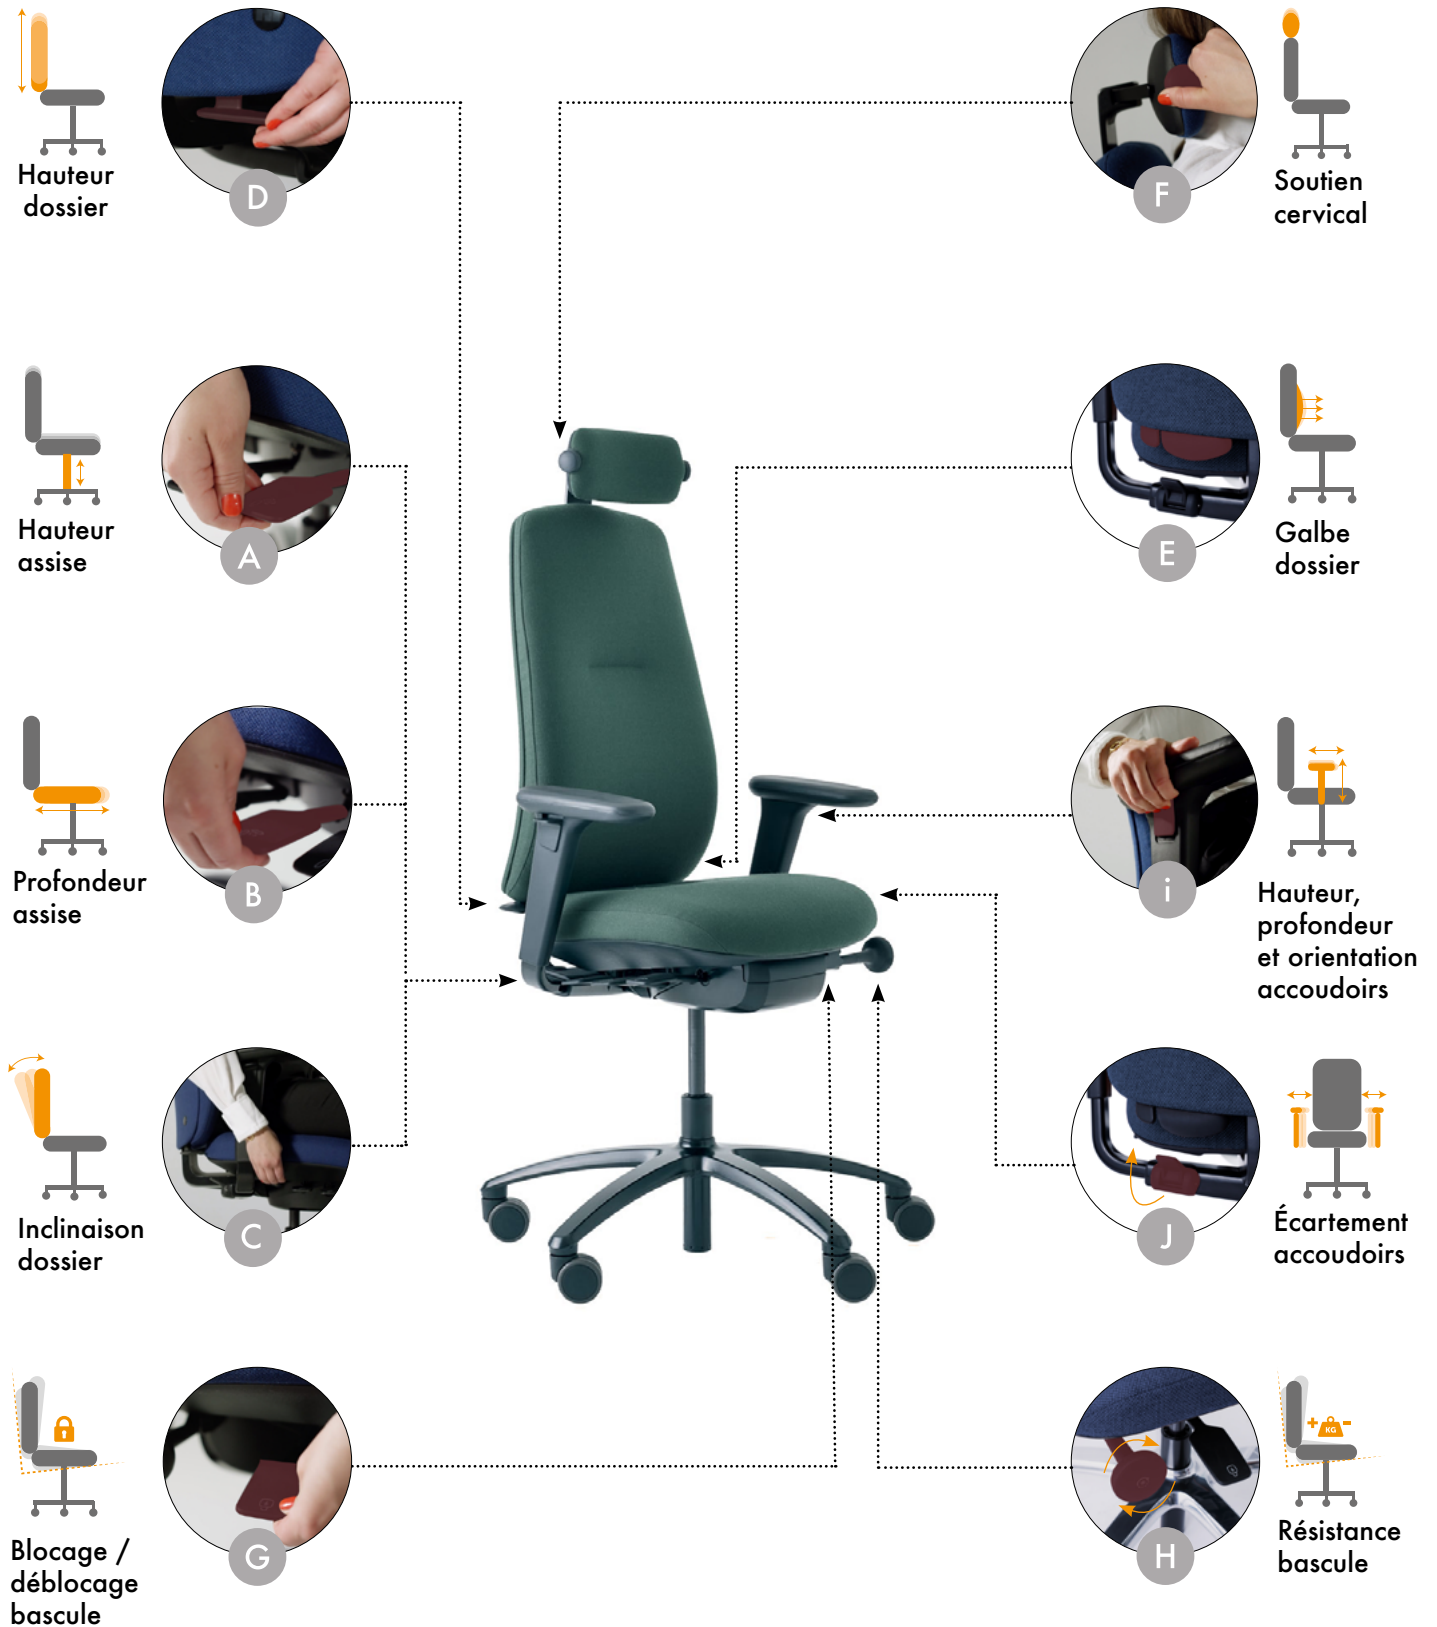 D
Hauteur
dossier
F
Soutien
cervical
A
Hauteur
assise
E
Galbe
dossier
B
Profondeur
assise
i
Hauteur,
profondeur
et orientation
accoudoirs
C
Inclinaison
dossier
J
Écartement
accoudoirs
G
Blocage /
déblocage
bascule
+ KG -
H
Résistance
bascule